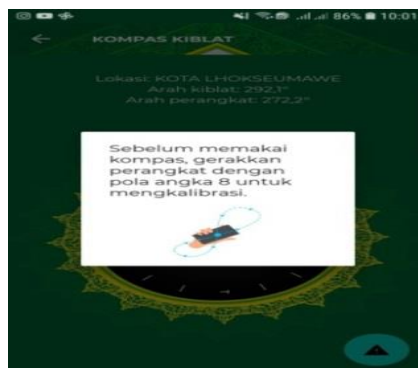 86% 10:01
KOMPAS KIBLAT
Lokasi: KOTA LHOKSEUMAWE
Arah kiblat: 292,1°
Arah perangkat: 272,2°
Sebelum memakai
kompas, gerakkan
perangkat dengan
pola angka 8 untuk
mengkalibrasi.